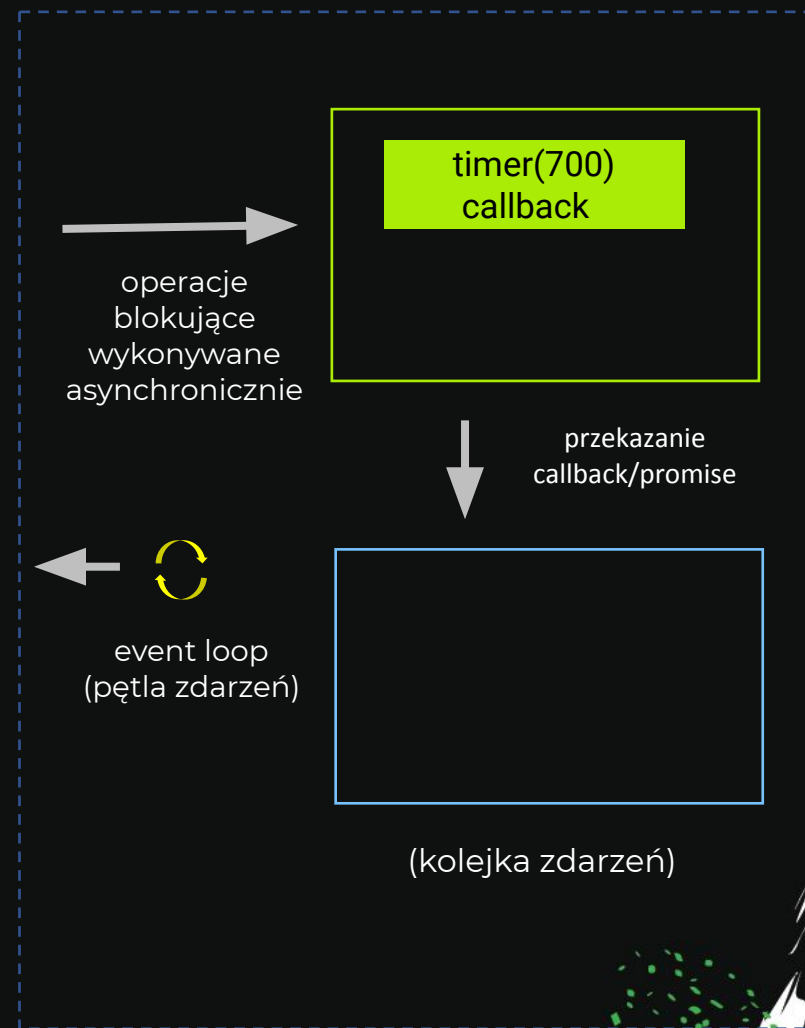 timer(700)
callback
operacje
blokujące
wykonywane
asynchronicznie
przekazanie
callback/promise
event loop
(pętla zdarzeń)
(kolejka zdarzeń)